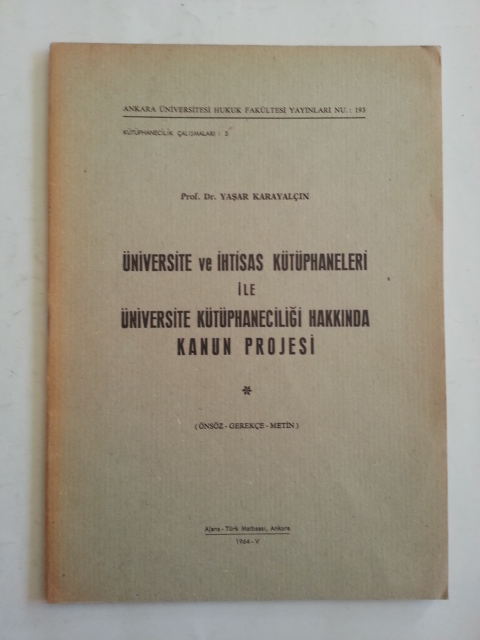 ANKARA ÜNİVERSİTESİ HUKUK FAKÜLTESİ YAYINLARI NU. : 193
KÜTÜPHANECİLİK ÇALIŞMALARI : 3
Prof. Dr. YAŞAR KARAYALÇIN
ÜNİVERSİTE ve İHTİSAS KÜTÜPHANELERİ
İLE
ÜNİVERSİTE KÜTÜPHANECİLİĞİ HAKKINDA
KANUN PROJESİ
*
( ÖNSÖZ - GEREKÇE - METİN )
Ajans - Türk Matbaası, Ankara
1964 - V